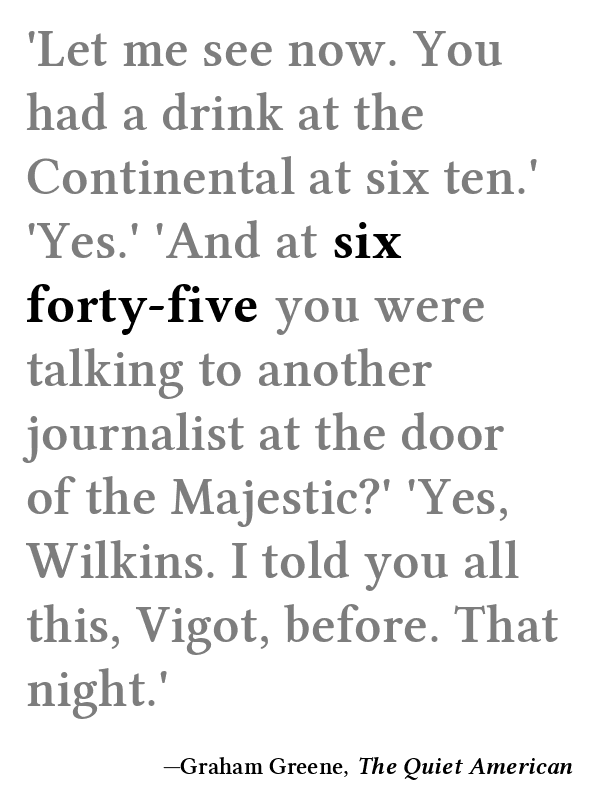 'Let me see now. You
had a drink at the
Continental at six ten.'
'Yes.' 'And at six
forty-five you were
talking to another
journalist at the door
of the Majestic?' 'Yes,
Wilkins. I told you all
this, Vigot, before. That
night.'
—Graham Greene, The Quiet American